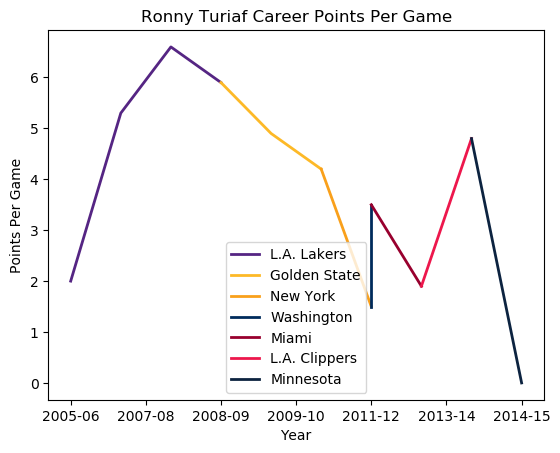 Ronny Turiaf Career Points Per Game
Points Per Game
6
5
4
3
2
1
0
L.A. Lakers
Golden State
New York
Washington
Miami
L.A. Clippers
Minnesota
2005-06 2007-08 2008-09 2009-10 2011-12 2013-14 2014-15
Year